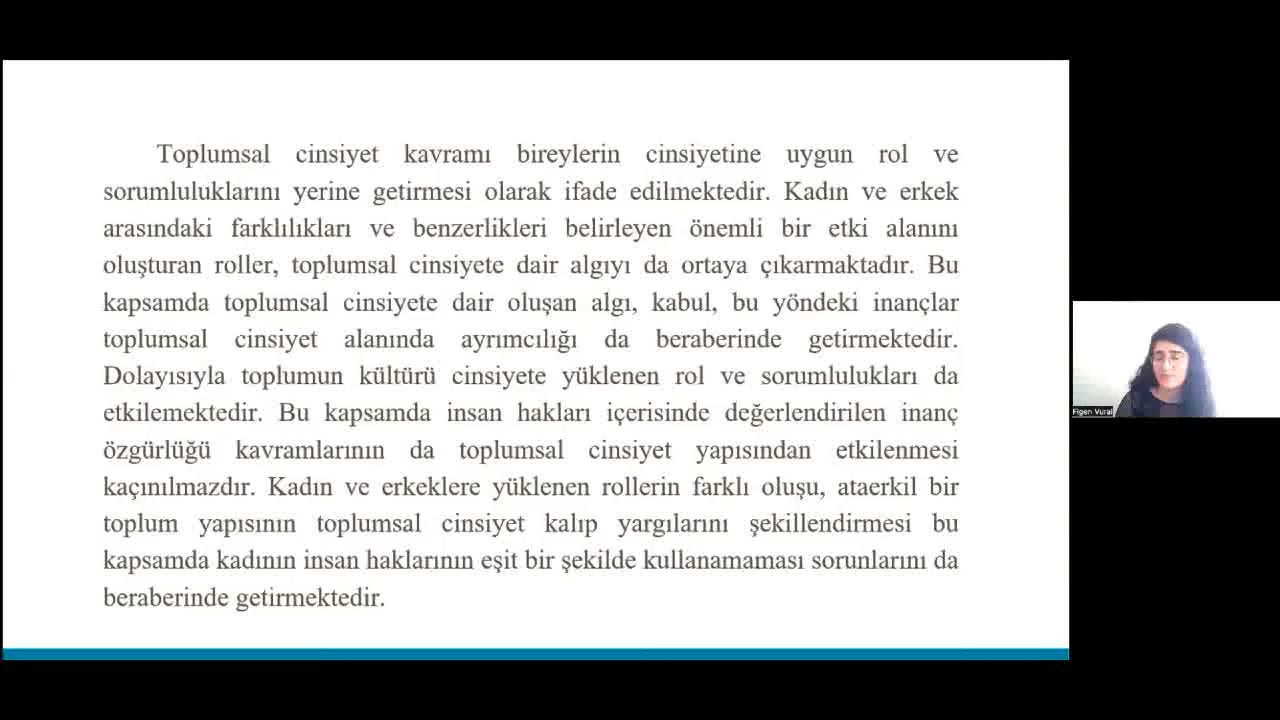 Toplumsal cinsiyet kavramı bireylerin cinsiyetine uygun rol ve
sorumluluklarını yerine getirmesi olarak ifade edilmektedir. Kadın ve erkek
arasındaki farklılıkları ve benzerlikleri belirleyen önemli bir etki alanını
oluşturan roller, toplumsal cinsiyete dair algıyı da ortaya çıkarmaktadır. Bu
kapsamda toplumsal cinsiyete dair oluşan algı, kabul, bu yöndeki inançlar
toplumsal cinsiyet alanında ayrımcılığı da beraberinde getirmektedir.
Dolayısıyla toplumun kültürü cinsiyete yüklenen rol ve sorumlulukları da
etkilemektedir. Bu kapsamda insan hakları içerisinde değerlendirilen inanç
özgürlüğü kavramlarının da toplumsal cinsiyet yapısından etkilenmesi
kaçınılmazdır. Kadın ve erkeklere yüklenen rollerin farklı oluşu, ataerkil bir
toplum yapısının toplumsal cinsiyet kalıp yargılarını şekillendirmesi bu
kapsamda kadının insan haklarının eşit bir şekilde kullanamaması sorunlarını da
beraberinde getirmektedir.
Figen Vural